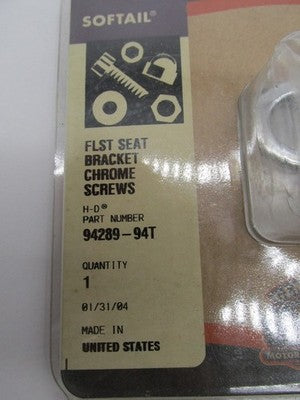 SOFTAIL®
FLST SEAT
BRACKET
CHROME
SCREWS
H-D®
PART NUMBER
94289-94T
QUANTITY
1
01/31/04
MADE IN
UNITED STATES
MOTOR